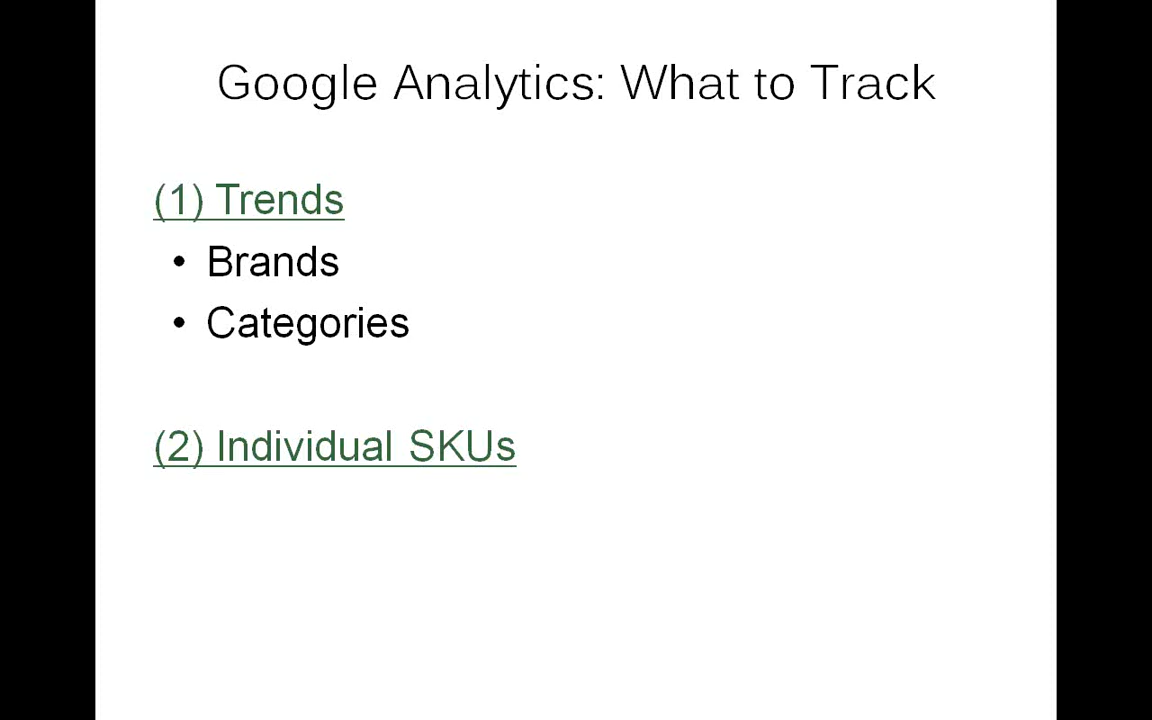 Google Analytics: What to Track
(1) Trends
• Brands
• Categories
(2) Individual SKUs